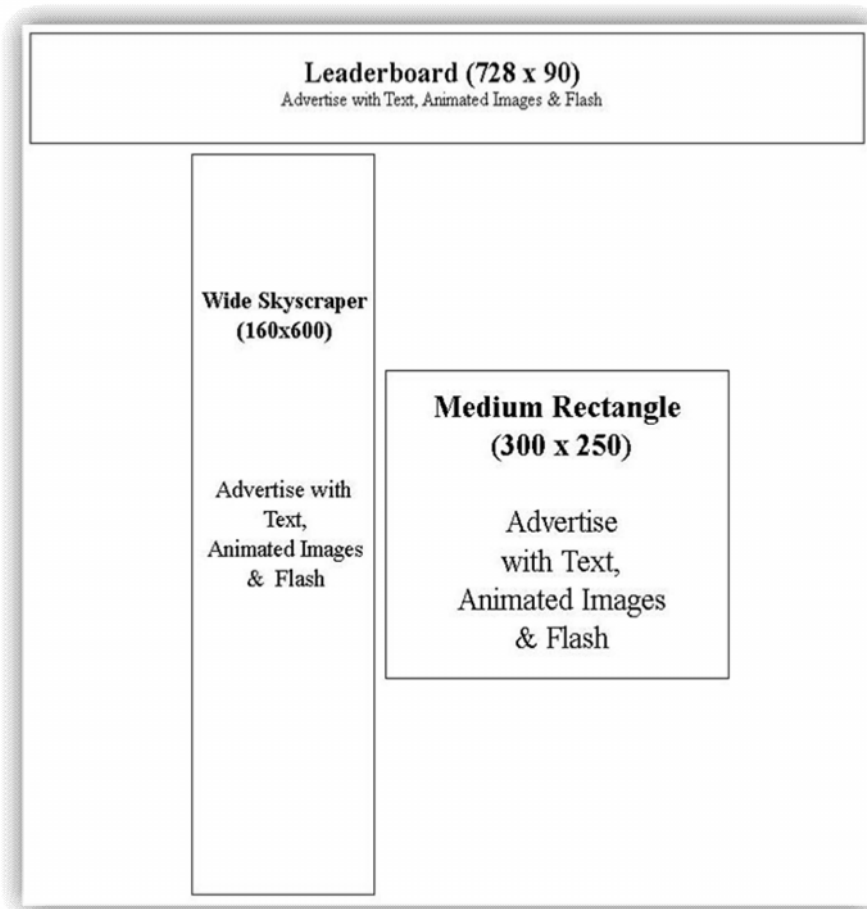 Leaderboard (728 x 90)
Advertise with Text, Animated Images & Flash
Wide Skyscraper
(160x600)
Advertise with
Text,
Animated Images
& Flash
Medium Rectangle
(300 x 250)
Advertise
with Text,
Animated Images
& Flash